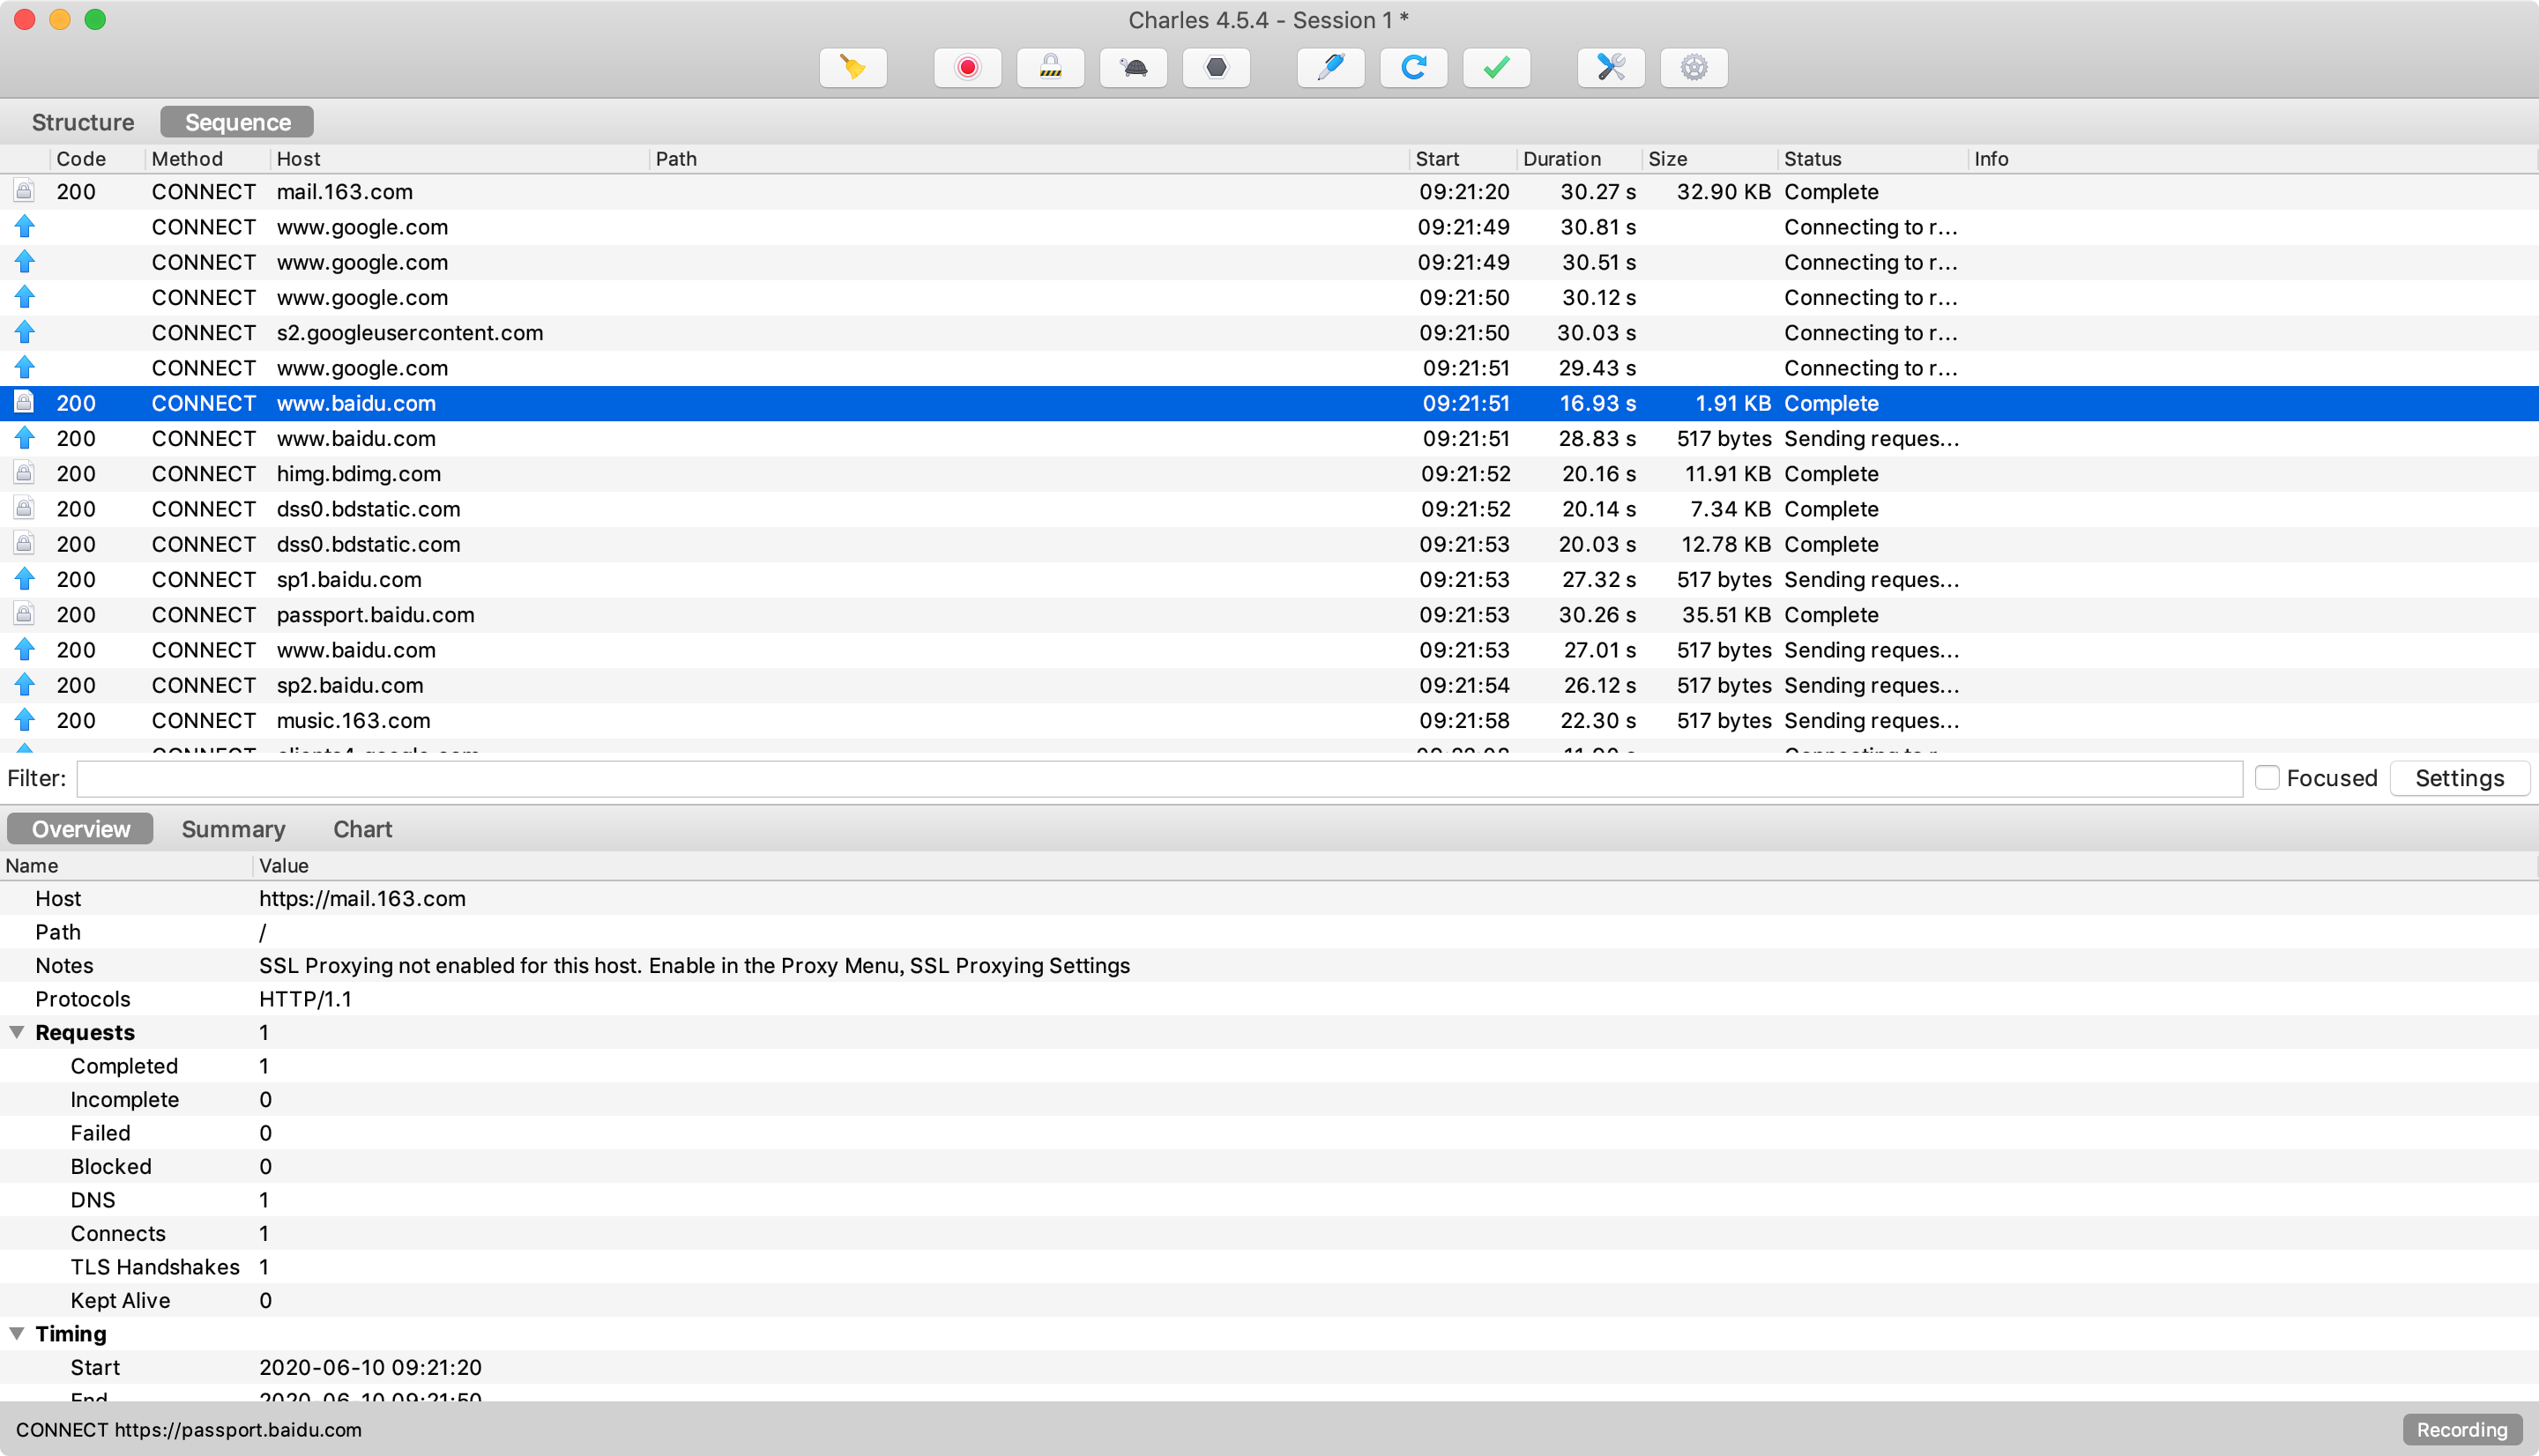 Charles 4.5.4 - Session 1 *
Structure Sequence
Code Method Host Path Start Duration Size Status Info
200 CONNECT mail.163.com 09:21:20 30.27 s 32.90 KB Complete
CONNECT www.google.com 09:21:49 30.81 s Connecting to r...
CONNECT www.google.com 09:21:49 30.51 s Connecting to r...
CONNECT www.google.com 09:21:50 30.12 s Connecting to r...
CONNECT s2.googleusercontent.com 09:21:50 30.03 s Connecting to r...
CONNECT www.google.com 09:21:51 29.43 s Connecting to r...
200 CONNECT www.baidu.com 09:21:51 16.93 s 1.91 KB Complete
200 CONNECT www.baidu.com 09:21:51 28.83 s 517 bytes Sending reques...
200 CONNECT himg.bdimg.com 09:21:52 20.16 s 11.91 KB Complete
200 CONNECT dss0.bdstatic.com 09:21:52 20.14 s 7.34 KB Complete
200 CONNECT dss0.bdstatic.com 09:21:53 20.03 s 12.78 KB Complete
200 CONNECT sp1.baidu.com 09:21:53 27.32 s 517 bytes Sending reques...
200 CONNECT passport.baidu.com 09:21:53 30.26 s 35.51 KB Complete
200 CONNECT www.baidu.com 09:21:53 27.01 s 517 bytes Sending reques...
200 CONNECT sp2.baidu.com 09:21:54 26.12 s 517 bytes Sending reques...
200 CONNECT music.163.com 09:21:58 22.30 s 517 bytes Sending reques...
CONNECT clients4.google.com
Filter: Focused Settings
Overview Summary Chart
Name Value
Host https://mail.163.com
Path /
Notes SSL Proxying not enabled for this host. Enable in the Proxy Menu, SSL Proxying Settings
Protocols HTTP/1.1
Requests 1
Completed 1
Incomplete 0
Failed 0
Blocked 0
DNS 1
Connects 1
TLS Handshakes 1
Kept Alive 0
Timing
Start 2020-06-10 09:21:20
End 2020-06-10 09:21:50
CONNECT https://passport.baidu.com Recording